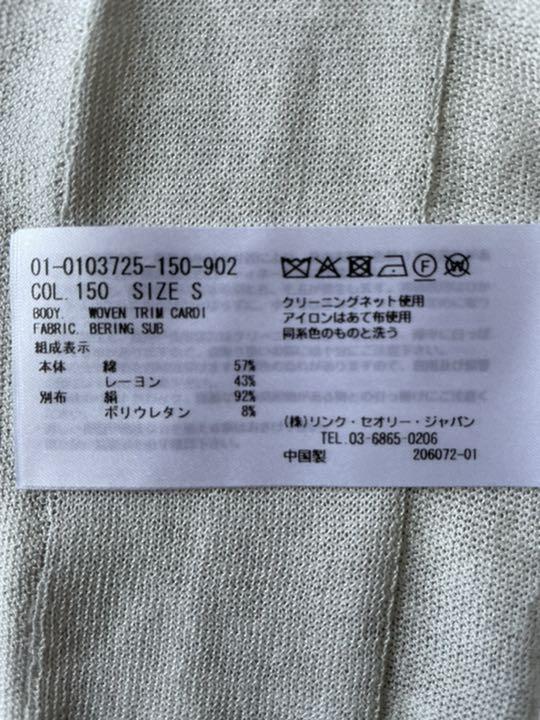 01-0103725-150-902
COL. 150 SIZE S
BODY. WOVEN TRIM CARDI
FABRIC. BERING SUB
組成表示
本体 綿 57%
レーヨン 43%
別布 絹 92%
ポリウレタン 8%
F W
クリーニングネット使用
アイロンはあて布使用
同系色のものと洗う
(株)リンク・セオリー・ジャパン
TEL.03-6865-0206
中国製 206072-01